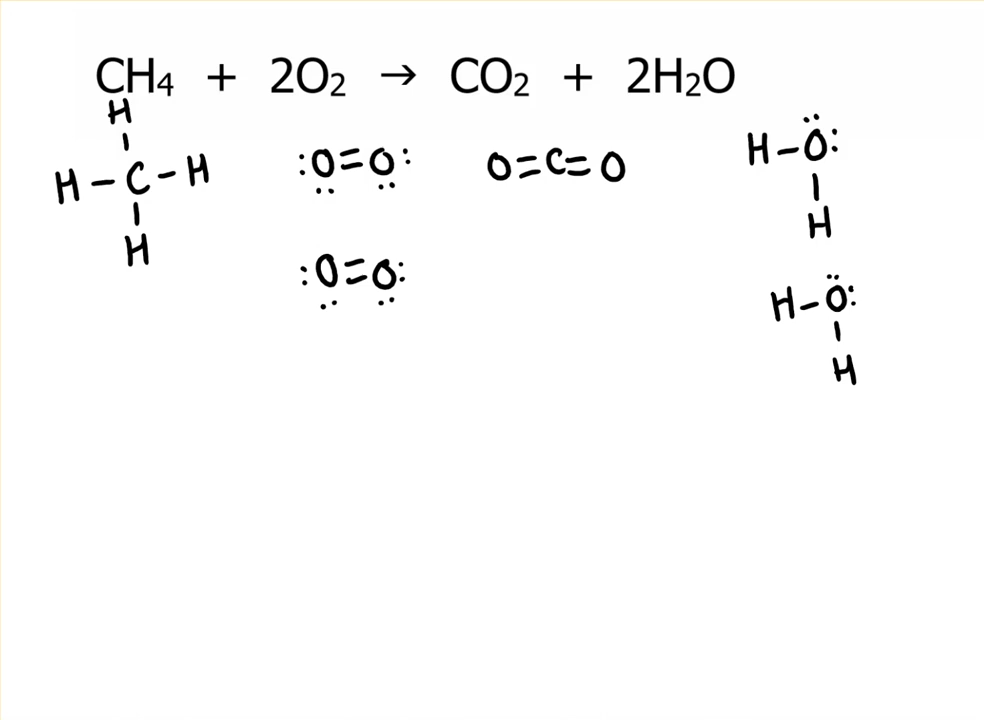 CH₄ + 2O₂ → CO₂ + 2H₂O
H
H–C–H
H
:O=O:
:O=O:
O=C=O
H–O:
H
H–O:
H